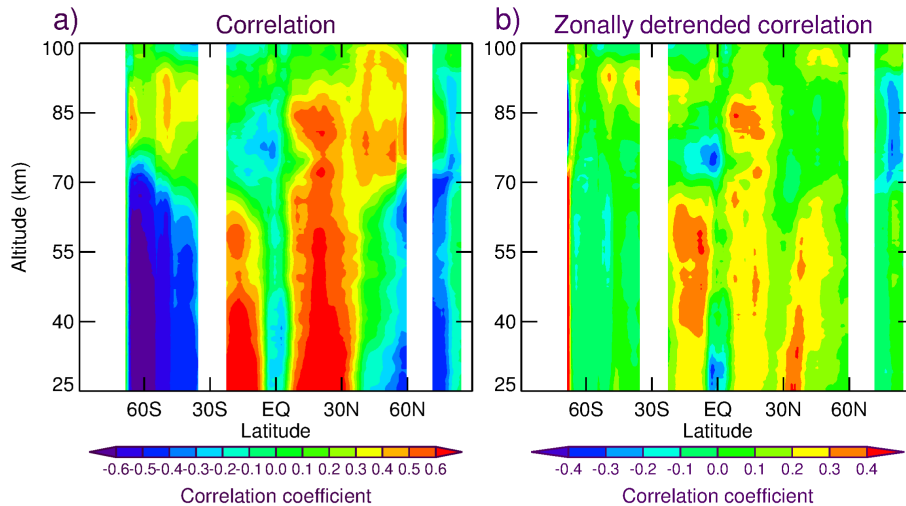 a) Correlation
b) Zonally detrended correlation
Altitude (km)
100
85
70
55
40
25
60S 30S EQ 30N 60N
Latitude
-0.6 -0.5 -0.4 -0.3 -0.2 -0.1 0.0 0.1 0.2 0.3 0.4 0.5 0.6
Correlation coefficient
100
85
70
55
40
25
60S 30S EQ 30N 60N
Latitude
-0.4 -0.2 -0.1 0.0 0.1 0.2 0.3 0.4
Correlation coefficient